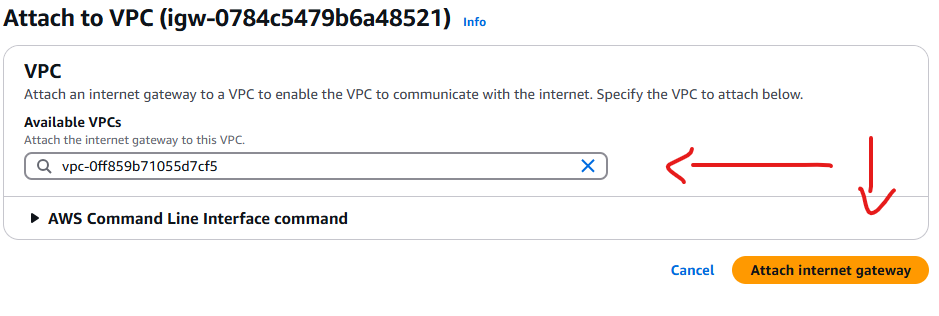 Attach to VPC (igw-0784c5479b6a48521) Info
VPC
Attach an internet gateway to a VPC to enable the VPC to communicate with the internet. Specify the VPC to attach below.
Available VPCs
Attach the internet gateway to this VPC.
vpc-0ff859b71055d7cf5
AWS Command Line Interface command
Cancel Attach internet gateway